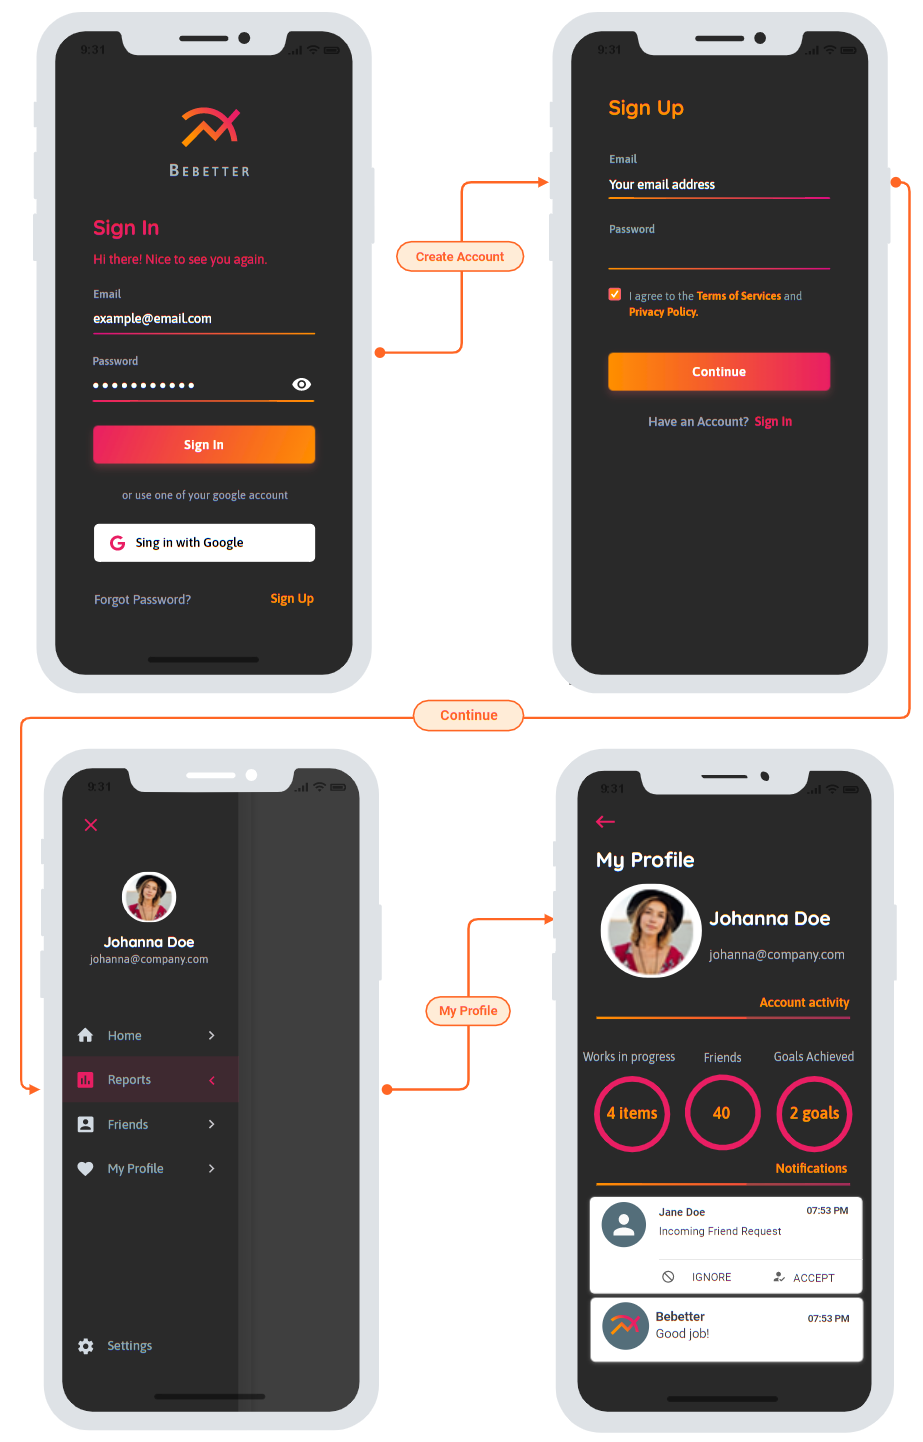 9:31
BEBETTER
Sign In
Hi there! Nice to see you again.
Email
example@email.com
Password
Sign In
or use one of your google account
Sing in with Google
Forgot Password? Sign Up
Create Account
9:31
Sign Up
Email
Your email address
Password
I agree to the Terms of Services and
Privacy Policy.
Continue
Have an Account? Sign In
Continue
9:31
Johanna Doe
johanna@company.com
Home
Reports
Friends
My Profile
Settings
My Profile
9:31
My Profile
Johanna Doe
johanna@company.com
Account activity
Works in progress Friends Goals Achieved
4 items 40 2 goals
Notifications
Jane Doe 07:53 PM
Incoming Friend Request
IGNORE ACCEPT
Bebetter 07:53 PM
Good job!